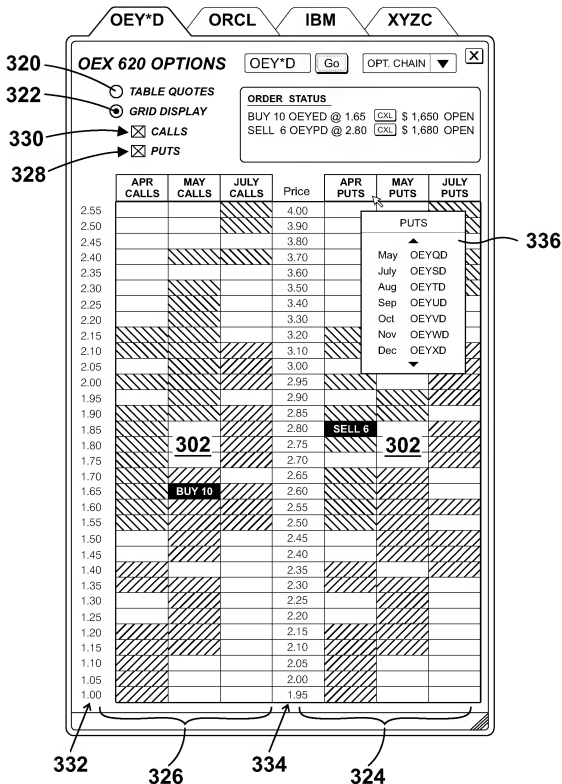 OEY*D ORCL IBM XYZC
OEX 620 OPTIONS OEY*D Go OPT. CHAIN X
320
322
330
328
TABLE QUOTES
GRID DISPLAY
CALLS
PUTS
ORDER STATUS
BUY 10 OEYED @ 1.65 CXL $ 1,650 OPEN
SELL 6 OEYPD @ 2.80 CXL $ 1,680 OPEN
APR CALLS MAY CALLS JULY CALLS Price APR PUTS MAY PUTS JULY PUTS
2.55 4.00
2.50 3.90
2.45 3.80
2.40 3.70
2.35 3.60
2.30 3.50
2.25 3.40
2.20 3.30
2.15 3.20
2.10 3.10
2.05 3.00
2.00 2.95
1.95 2.90
1.90 2.85
1.85 2.80 SELL 6
1.80 302 2.75 302
1.75 2.70
1.70 2.65
1.65 BUY 10 2.60
1.60 2.55
1.55 2.50
1.50 2.45
1.45 2.40
1.40 2.35
1.35 2.30
1.30 2.25
1.25 2.20
1.20 2.15
1.15 2.10
1.10 2.05
1.05 2.00
1.00 1.95
PUTS
May OEYQD
July OEYSD
Aug OEYTD
Sep OEYUD
Oct OEYVD
Nov OEYWD
Dec OEYXD
336
332 326 334 324